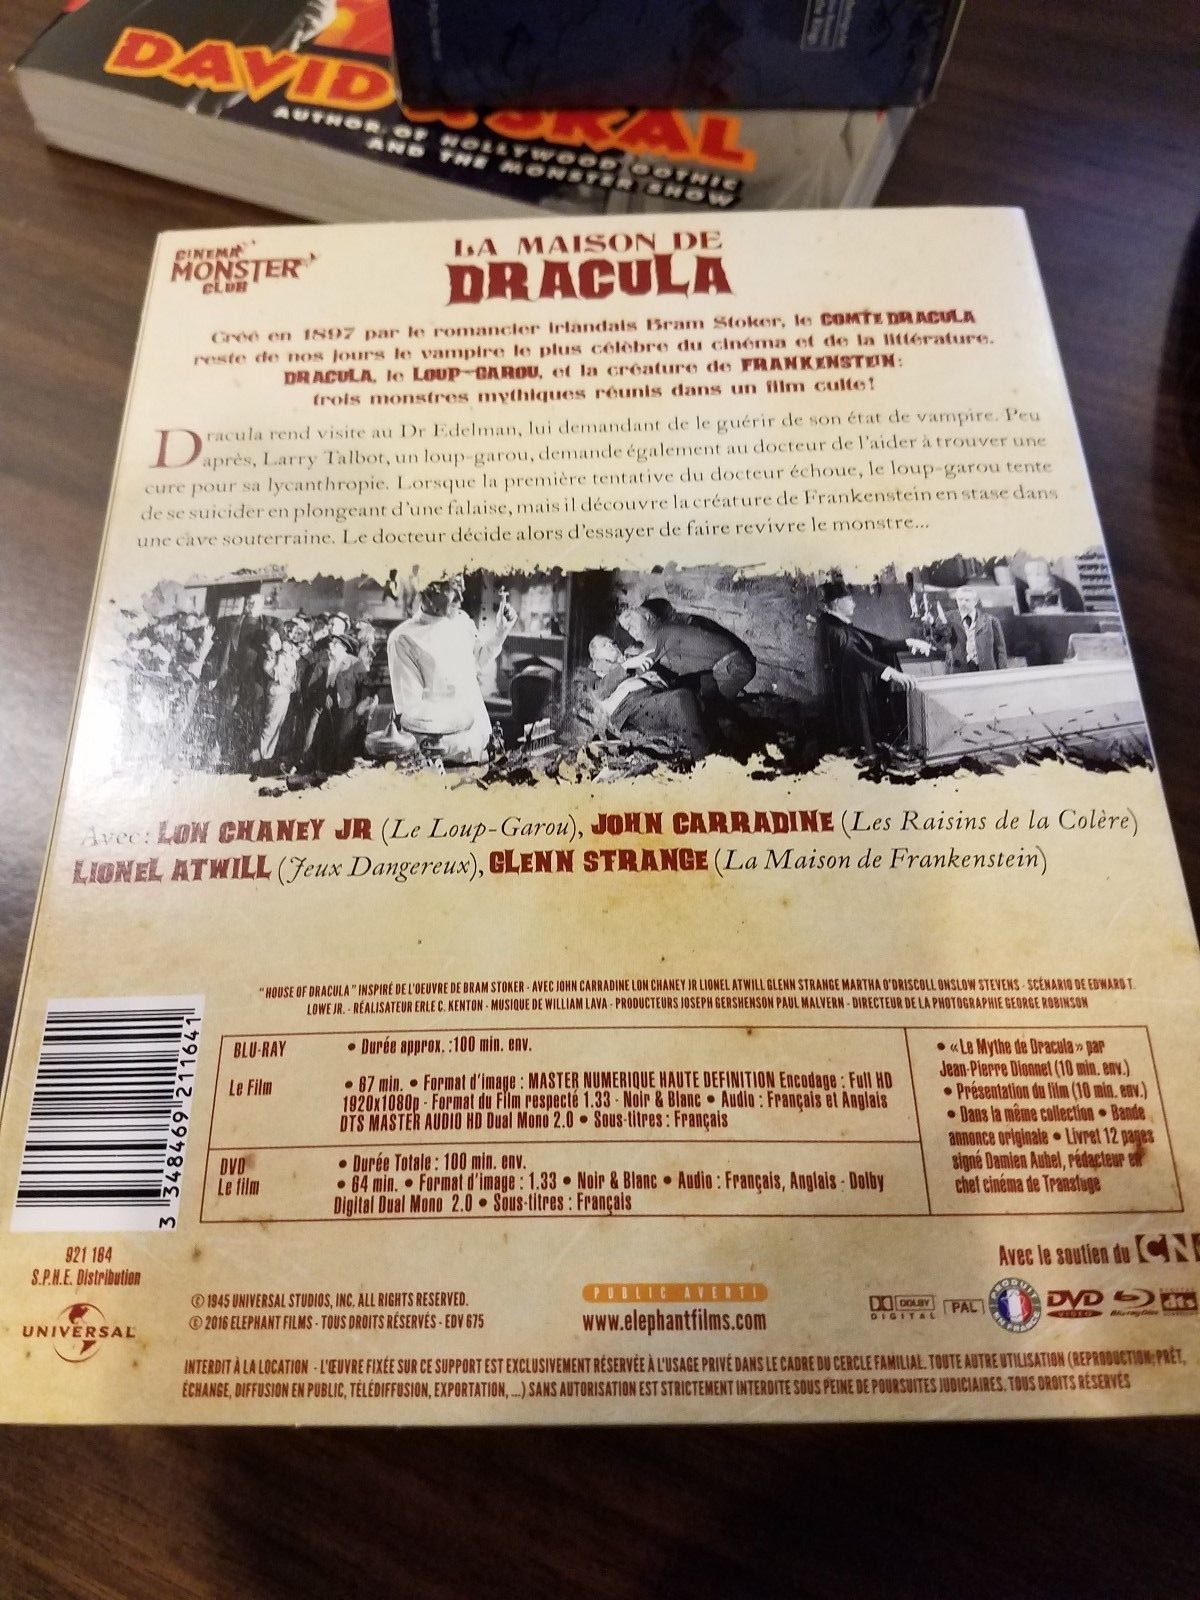 DAVID
SKAL
AUTHOR OF HOLLYWOOD GOTHIC
AND THE MONSTER SHOW
CINEMA
MONSTER
CLUB
LA MAISON DE
DRACULA
Créé en 1897 par le romancier irlandais Bram Stoker, le COMTE DRACULA
reste de nos jours le vampire le plus célèbre du cinéma et de la littérature.
DRACULA, le LOUP-GAROU, et la créature de FRANKENSTEIN:
trois monstres mythiques réunis dans un film culte!
Dracula rend visite au Dr Edelman, lui demandant de le guérir de son état de vampire. Peu
après, Larry Talbot, un loup-garou, demande également au docteur de l'aider à trouver une
cure pour sa lycanthropie. Lorsque la première tentative du docteur échoue, le loup-garou tente
de se suicider en plongeant d'une falaise, mais il découvre la créature de Frankenstein en stase dans
une cave souterraine. Le docteur décide alors d'essayer de faire revivre le monstre...
Avec: LON CHANEY JR (Le Loup-Garou), JOHN CARRADINE (Les Raisins de la Colère)
LIONEL ATWILL (Jeux Dangereux), GLENN STRANGE (La Maison de Frankenstein)
"HOUSE OF DRACULA" INSPIRÉ DE L'OEUVRE DE BRAM STOKER - AVEC JOHN CARRADINE LON CHANEY JR LIONEL ATWILL GLENN STRANGE MARTHA O'DRISCOLL ONSLOW STEVENS - SCÉNARIO DE EDWARD T.
LOWE JR. - RÉALISATEUR ERLE C. KENTON - MUSIQUE DE WILLIAM LAVA - PRODUCTEURS JOSEPH GERSHENSON PAUL MALVERN - DIRECTEUR DE LA PHOTOGRAPHIE GEORGE ROBINSON
BLU-RAY • Durée approx. :100 min. env.
Le Film • 67 min. • Format d'image : MASTER NUMERIQUE HAUTE DEFINITION Encodage : Full HD
1920x1080p - Format du Film respecté 1.33 - Noir & Blanc • Audio : Français et Anglais
DTS MASTER AUDIO HD Dual Mono 2.0 • Sous-titres : Français
DVD • Durée Totale : 100 min. env.
Le film • 64 min. • Format d'image : 1.33 • Noir & Blanc • Audio : Français, Anglais - Dolby
Digital Dual Mono 2.0 • Sous-titres : Français
• «Le Mythe de Dracula» par
Jean-Pierre Dionnet (10 min. env.)
• Présentation du film (10 min. env.)
• Dans la même collection • Bande
annonce originale • Livret 12 pages
signé Damien Aubel, rédacteur en
chef cinéma de Transfuge
3 348469 211641
921 164
S.P.H.E. Distribution
UNIVERSAL
© 1945 UNIVERSAL STUDIOS, INC. ALL RIGHTS RESERVED.
© 2016 ELEPHANT FILMS - TOUS DROITS RÉSERVÉS - EDV 675
PUBLIC AVERTI
www.elephantfilms.com
Avec le soutien du CN
DOLBY
DIGITAL
PAL
PRODUIT
EN FRANCE
DVD
VIDEO
Blu-ray Disc
dts
INTERDIT À LA LOCATION - L'ŒUVRE FIXÉE SUR CE SUPPORT EST EXCLUSIVEMENT RÉSERVÉE À L'USAGE PRIVÉ DANS LE CADRE DU CERCLE FAMILIAL. TOUTE AUTRE UTILISATION (REPRODUCTION, PRÊT,
ÉCHANGE, DIFFUSION EN PUBLIC, TÉLÉDIFFUSION, EXPORTATION, ...) SANS AUTORISATION EST STRICTEMENT INTERDITE SOUS PEINE DE POURSUITES JUDICIAIRES. TOUS DROITS RÉSERVÉS